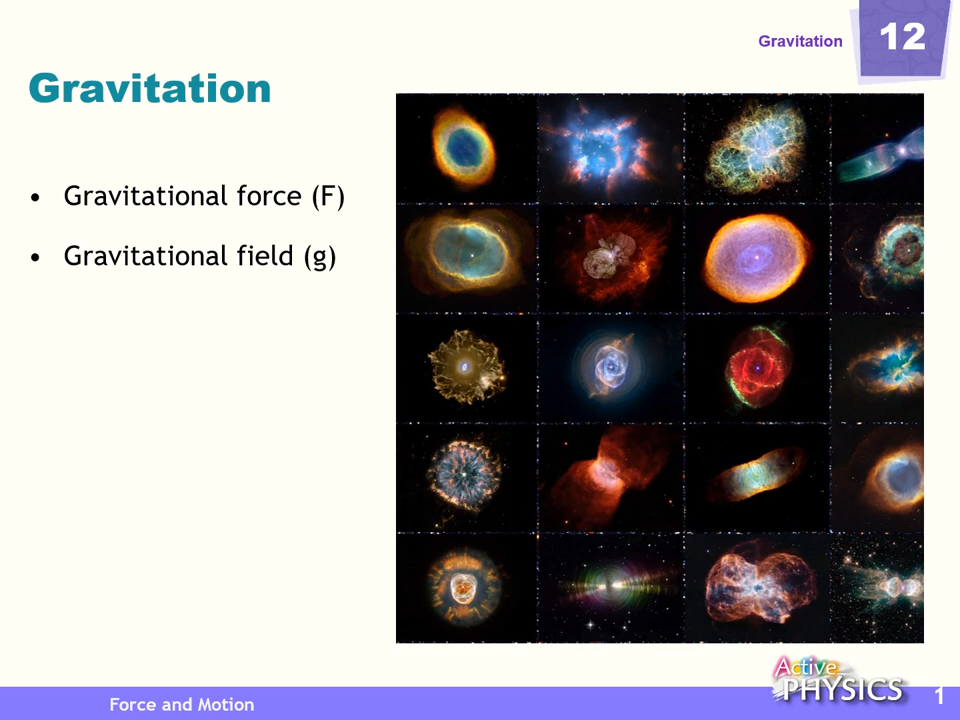 Gravitation
12
Gravitation
• Gravitational force (F)
• Gravitational field (g)
Active
PHYSICS
Force and Motion
1